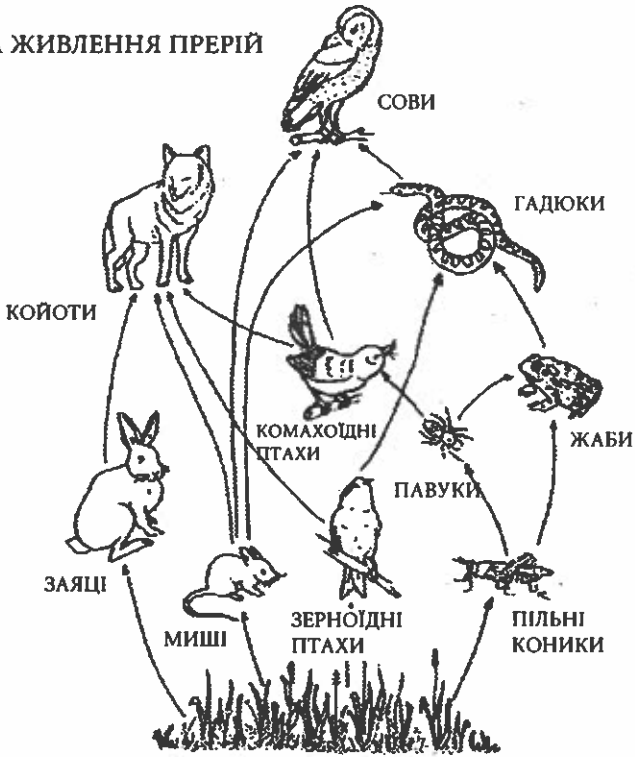 А ЖИВЛЕННЯ ПРЕРІЙ
СОВИ
ГАДЮКИ
КОЙОТИ
КОМАХОЇДНІ
ПТАХИ
ЖАБИ
ПАВУКИ
ЗАЯЦІ
МИШІ
ЗЕРНОЇДНІ
ПТАХИ
ПІЛЬНІ
КОНИКИ